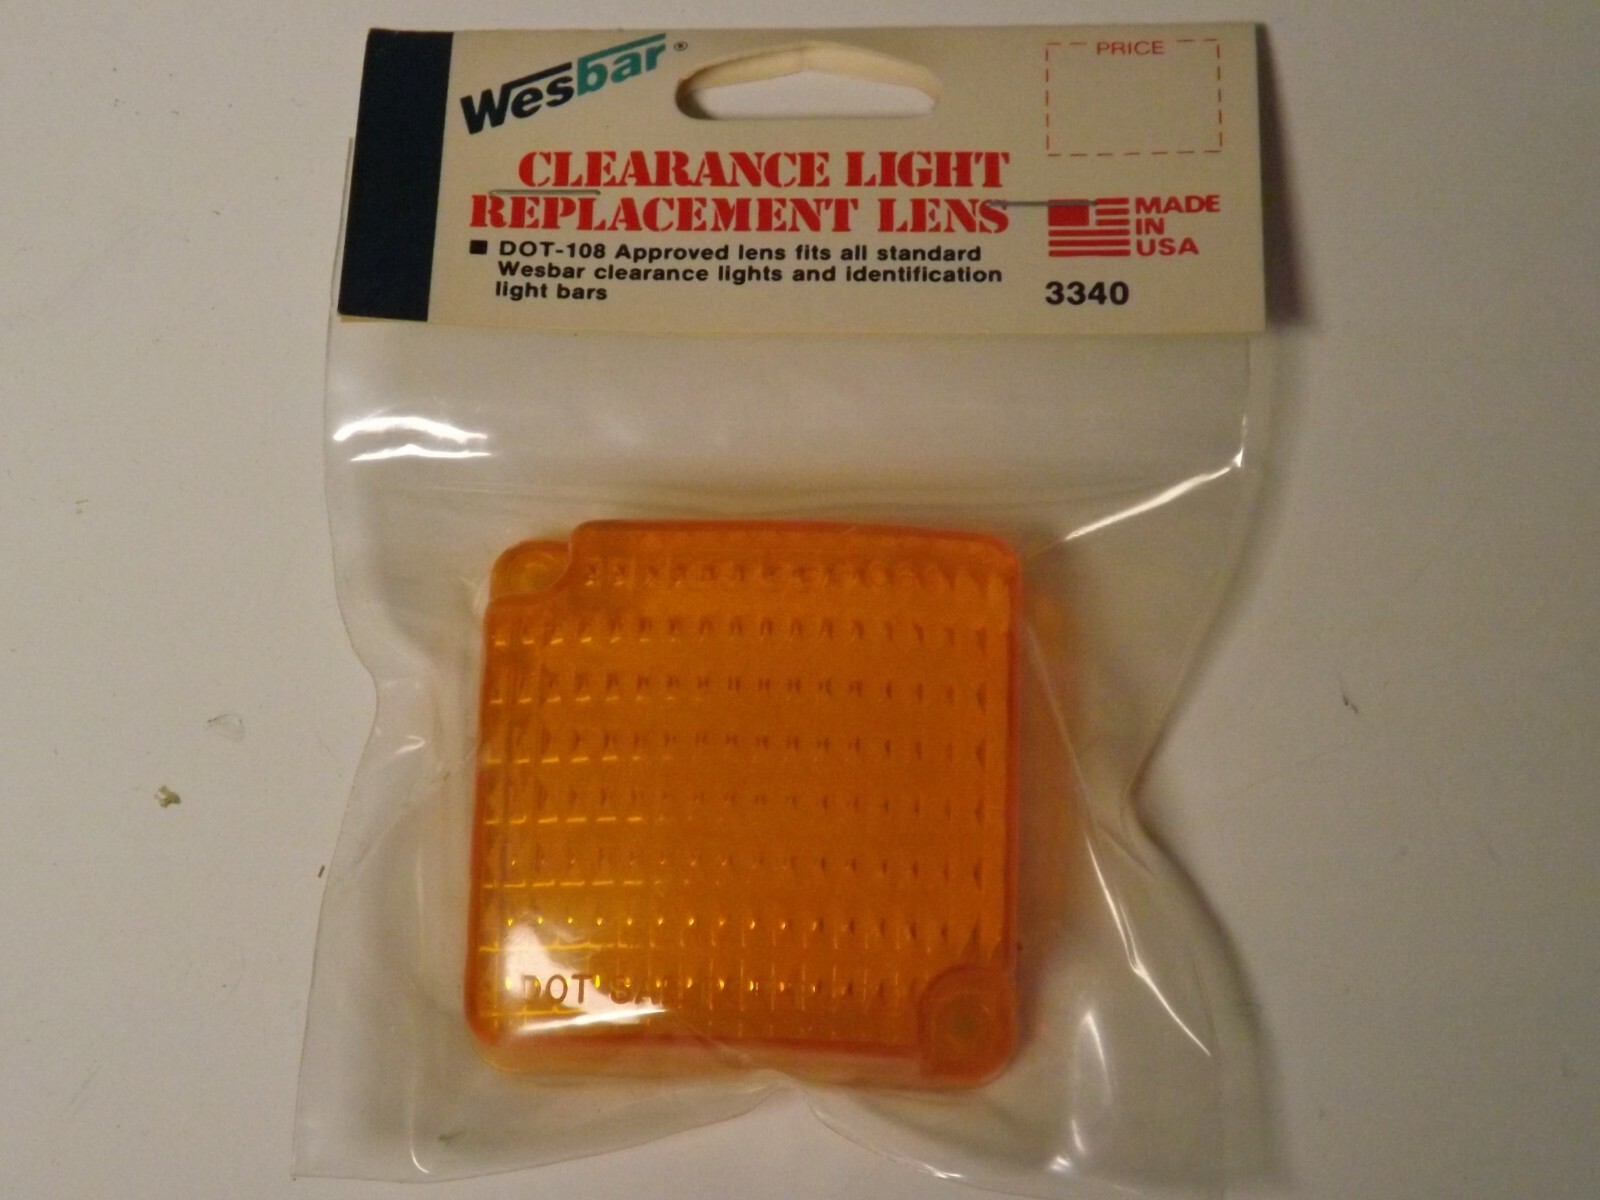 Wesbar®
PRICE
CLEARANCE LIGHT
REPLACEMENT LENS
■ DOT-108 Approved lens fits all standard
Wesbar clearance lights and identification
light bars
MADE
IN
USA
3340
DOT SAE